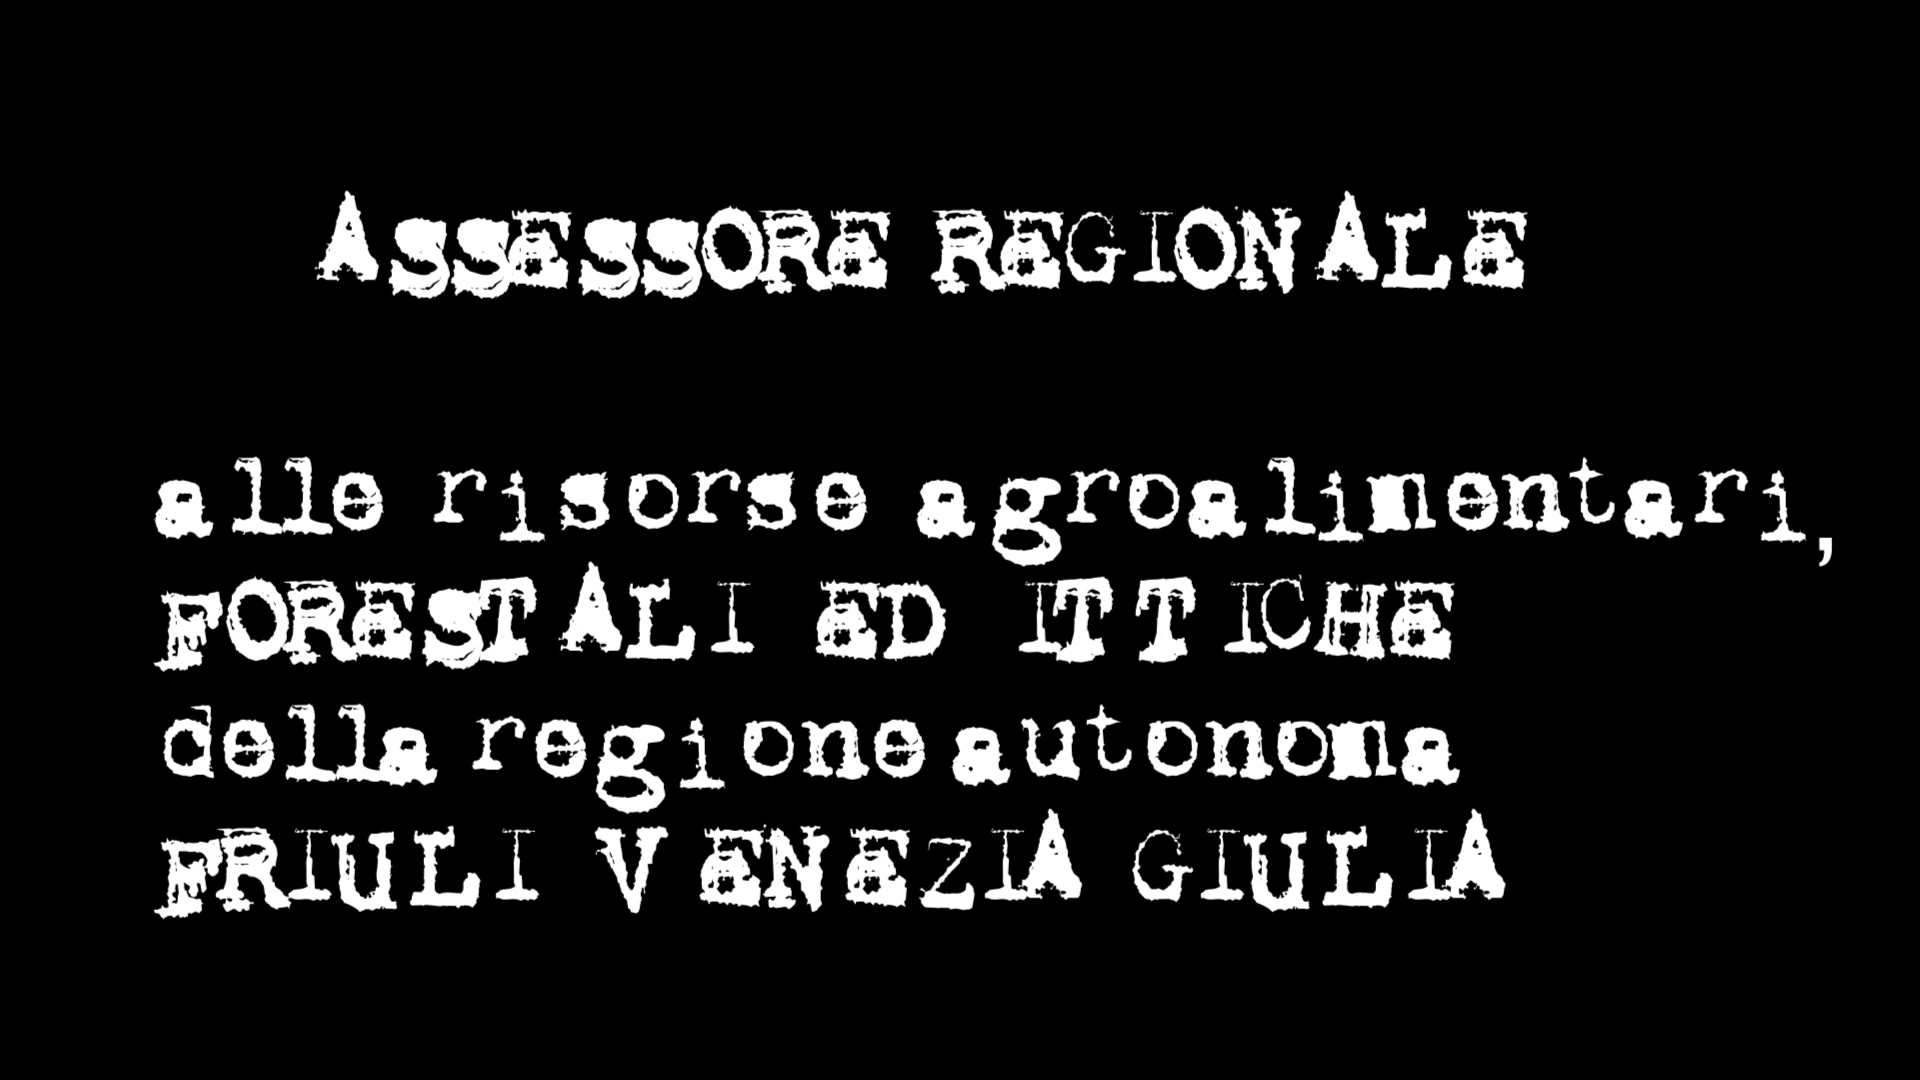 ASSESSORE REGIONALE
alle risorse agroalimentari,
FORESTALI ED ITTICHE
della regione autonoma
FRIULI VENEZIA GIULIA